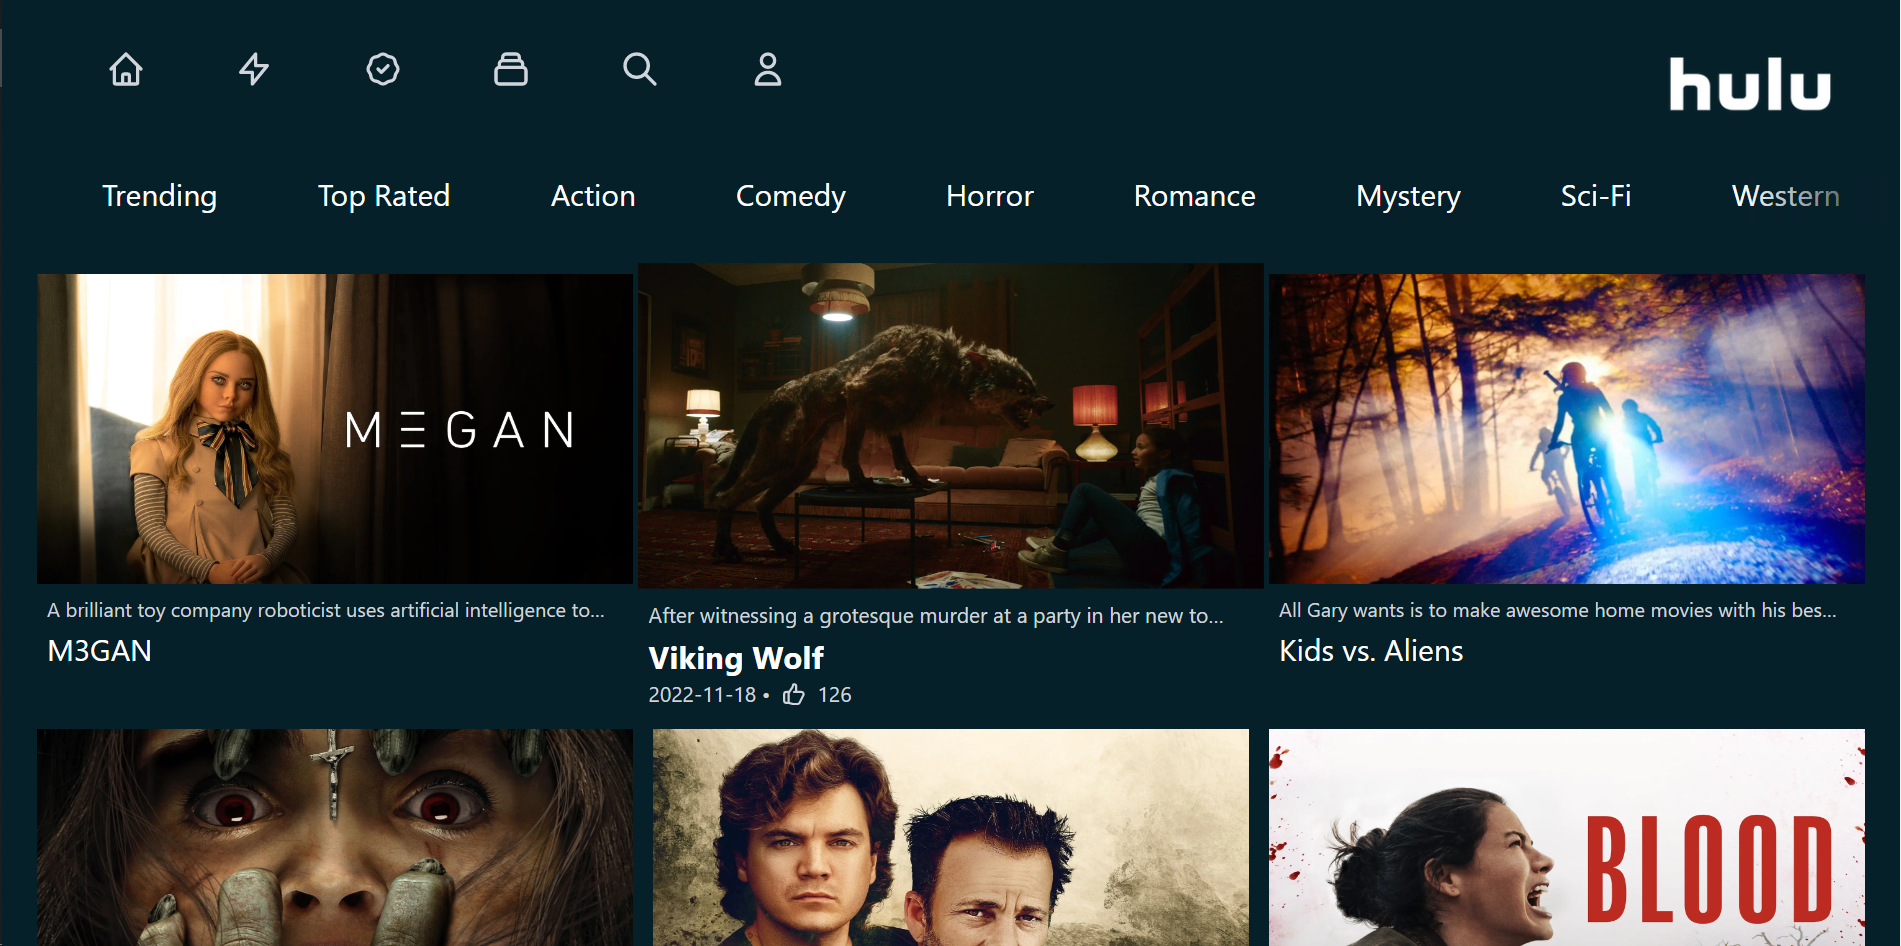 hulu
Trending Top Rated Action Comedy Horror Romance Mystery Sci-Fi Western
M Ξ G A N
A brilliant toy company roboticist uses artificial intelligence to...
M3GAN
After witnessing a grotesque murder at a party in her new to...
Viking Wolf
2022-11-18 • 126
All Gary wants is to make awesome home movies with his bes...
Kids vs. Aliens
BLOOD